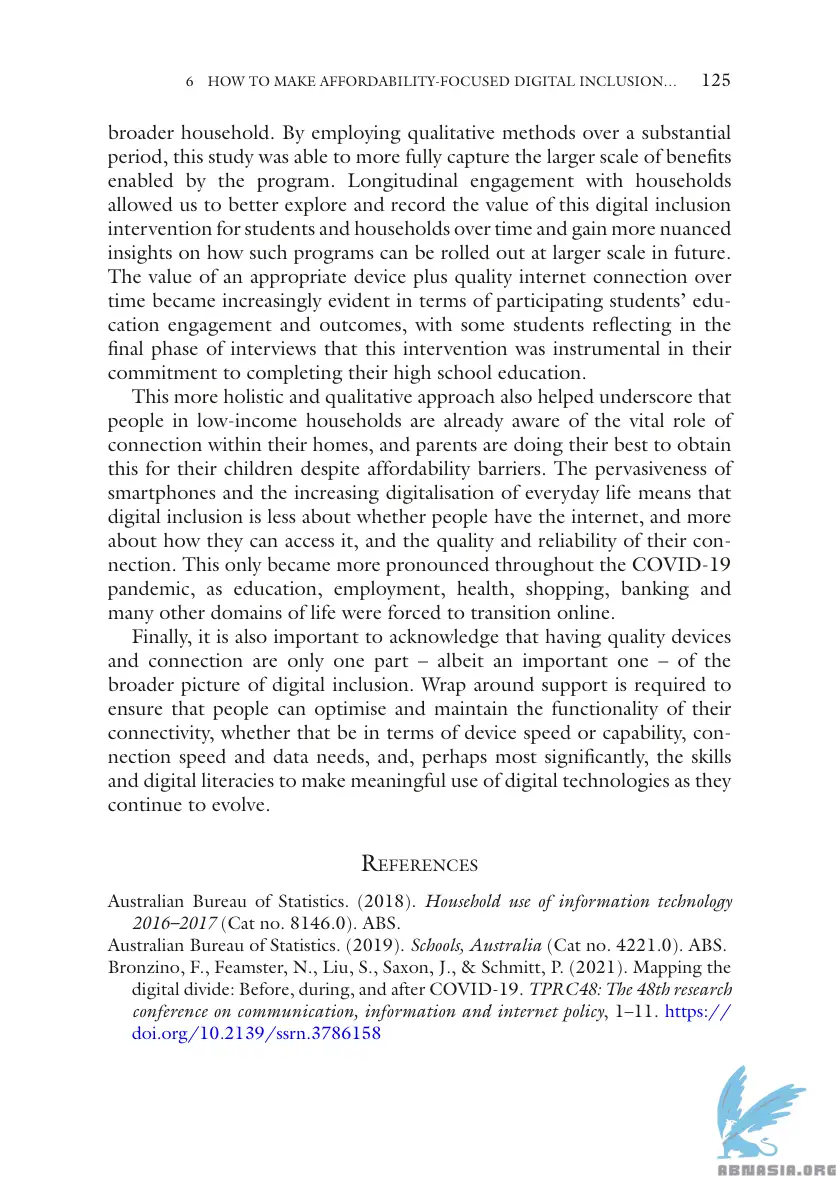 6 HOW TO MAKE AFFORDABILITY-FOCUSED DIGITAL INCLUSION… 125
broader household. By employing qualitative methods over a substantial
period, this study was able to more fully capture the larger scale of benefits
enabled by the program. Longitudinal engagement with households
allowed us to better explore and record the value of this digital inclusion
intervention for students and households over time and gain more nuanced
insights on how such programs can be rolled out at larger scale in future.
The value of an appropriate device plus quality internet connection over
time became increasingly evident in terms of participating students’ edu-
cation engagement and outcomes, with some students reflecting in the
final phase of interviews that this intervention was instrumental in their
commitment to completing their high school education.
This more holistic and qualitative approach also helped underscore that
people in low-income households are already aware of the vital role of
connection within their homes, and parents are doing their best to obtain
this for their children despite affordability barriers. The pervasiveness of
smartphones and the increasing digitalisation of everyday life means that
digital inclusion is less about whether people have the internet, and more
about how they can access it, and the quality and reliability of their con-
nection. This only became more pronounced throughout the COVID-19
pandemic, as education, employment, health, shopping, banking and
many other domains of life were forced to transition online.
Finally, it is also important to acknowledge that having quality devices
and connection are only one part – albeit an important one – of the
broader picture of digital inclusion. Wrap around support is required to
ensure that people can optimise and maintain the functionality of their
connectivity, whether that be in terms of device speed or capability, con-
nection speed and data needs, and, perhaps most significantly, the skills
and digital literacies to make meaningful use of digital technologies as they
continue to evolve.
REFERENCES
Australian Bureau of Statistics. (2018). Household use of information technology
2016–2017 (Cat no. 8146.0). ABS.
Australian Bureau of Statistics. (2019). Schools, Australia (Cat no. 4221.0). ABS.
Bronzino, F., Feamster, N., Liu, S., Saxon, J., & Schmitt, P. (2021). Mapping the
digital divide: Before, during, and after COVID-19. TPRC48: The 48th research
conference on communication, information and internet policy, 1–11. https://
doi.org/10.2139/ssrn.3786158
ABNASIA.ORG